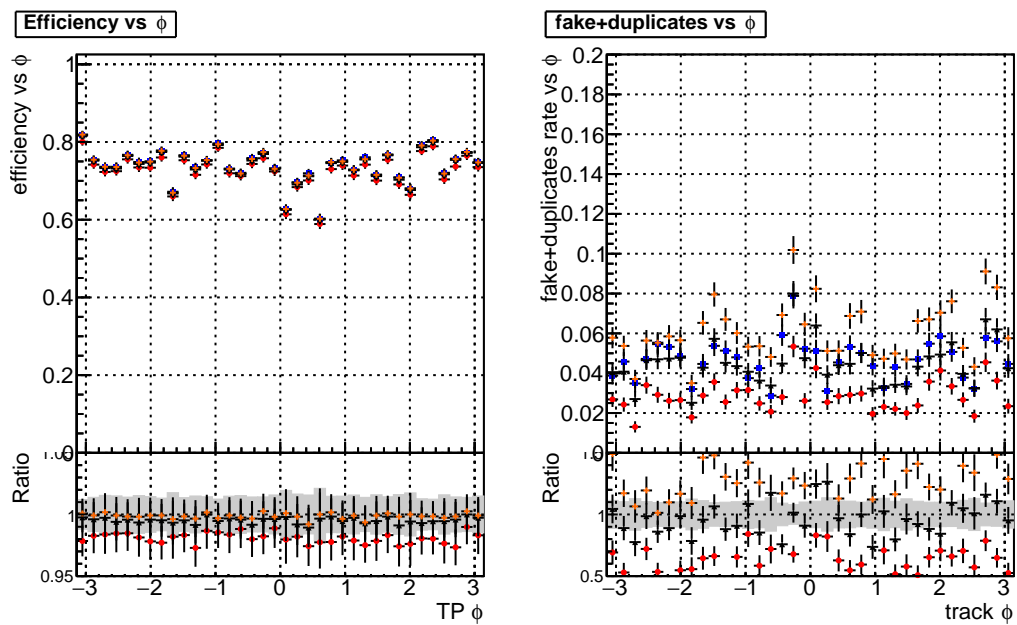 Efficiency vs ϕ
efficiency vs ϕ
1
0.8
0.6
0.4
0.2
0
Ratio
1
0.95
−3 −2 −1 0 1 2 3
TP ϕ
fake+duplicates vs ϕ
fake+duplicates rate vs ϕ
0.2
0.18
0.16
0.14
0.12
0.1
0.08
0.06
0.04
0.02
Ratio
1
0.5
−3 −2 −1 0 1 2 3
track ϕ